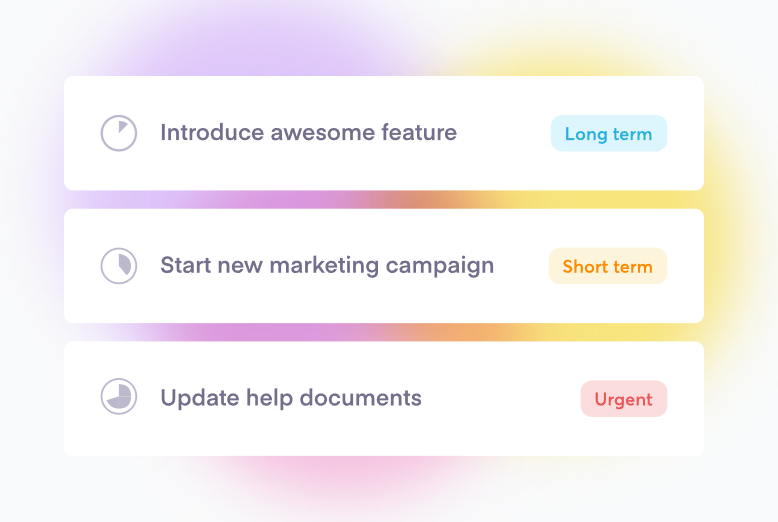 Introduce awesome feature
Long term
Start new marketing campaign
Short term
Update help documents
Urgent